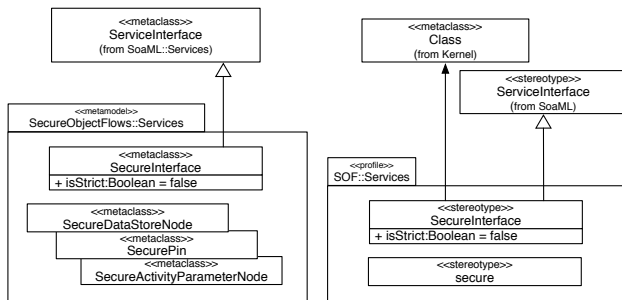 <<metaclass>>
ServiceInterface
(from SoaML::Services)
<<metamodel>>
SecureObjectFlows::Services
<<metaclass>>
SecureInterface
+ isStrict:Boolean = false
<<metaclass>>
SecureDataStoreNode
<<metaclass>>
SecurePin
<<metaclass>>
SecureActivityParameterNode
<<metaclass>>
Class
(from Kernel)
<<stereotype>>
ServiceInterface
(from SoaML)
<<profile>>
SOF::Services
<<stereotype>>
SecureInterface
+ isStrict:Boolean = false
<<stereotype>>
secure